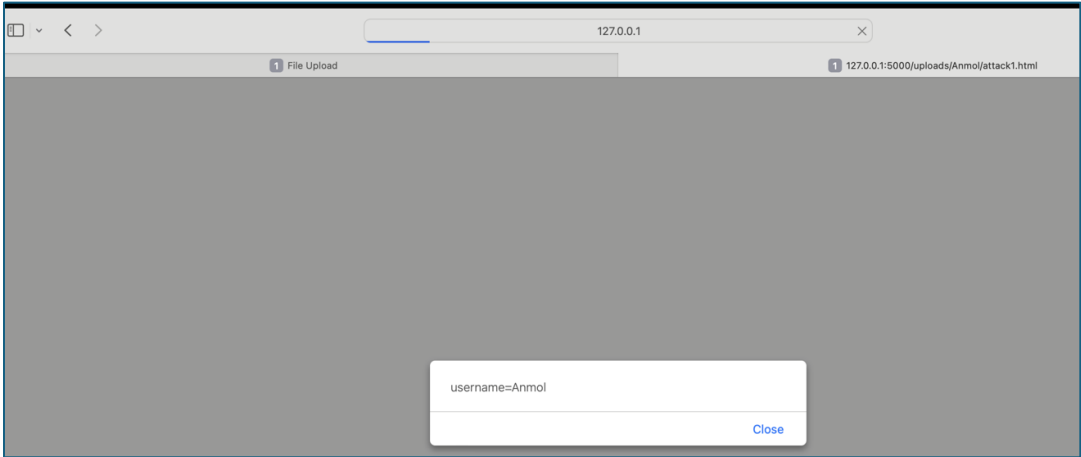 127.0.0.1
1 File Upload
1 127.0.0.1:5000/uploads/Anmol/attack1.html
username=Anmol
Close